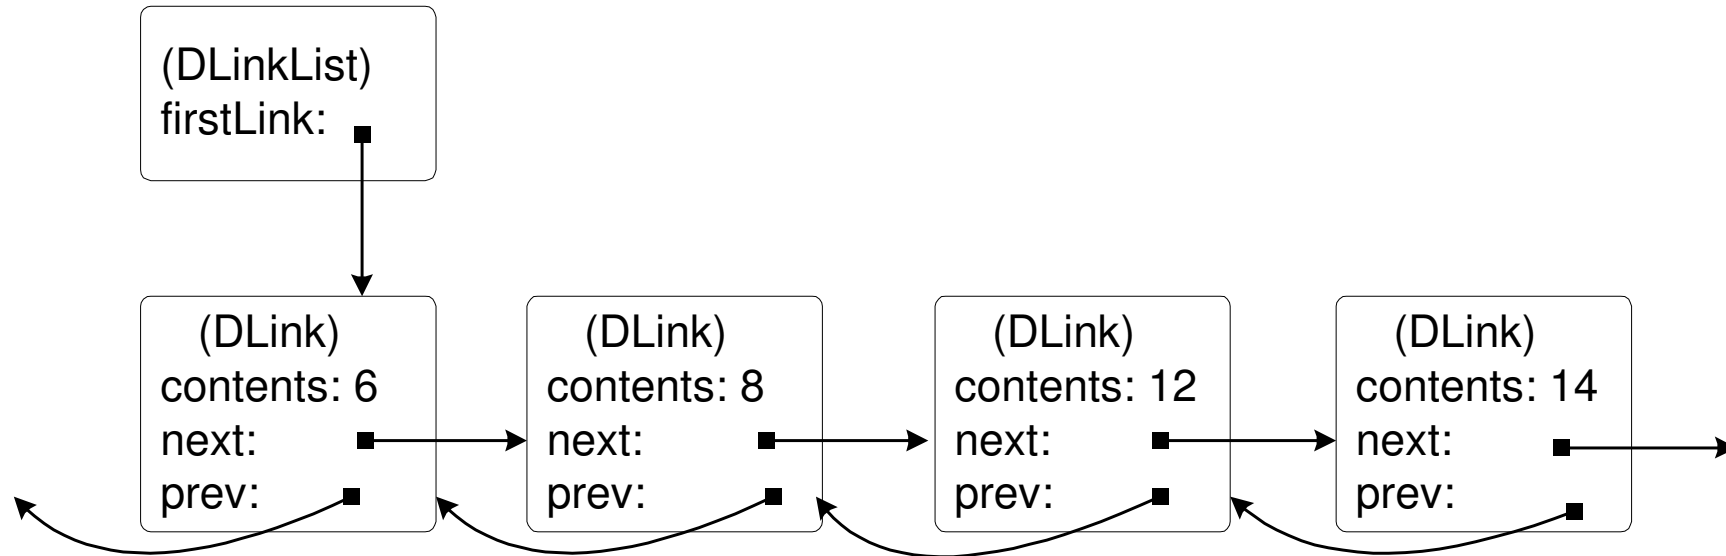 (DLinkList)
firstLink:
(DLink)
contents: 6
next:
prev:
(DLink)
contents: 8
next:
prev:
(DLink)
contents: 12
next:
prev:
(DLink)
contents: 14
next:
prev: